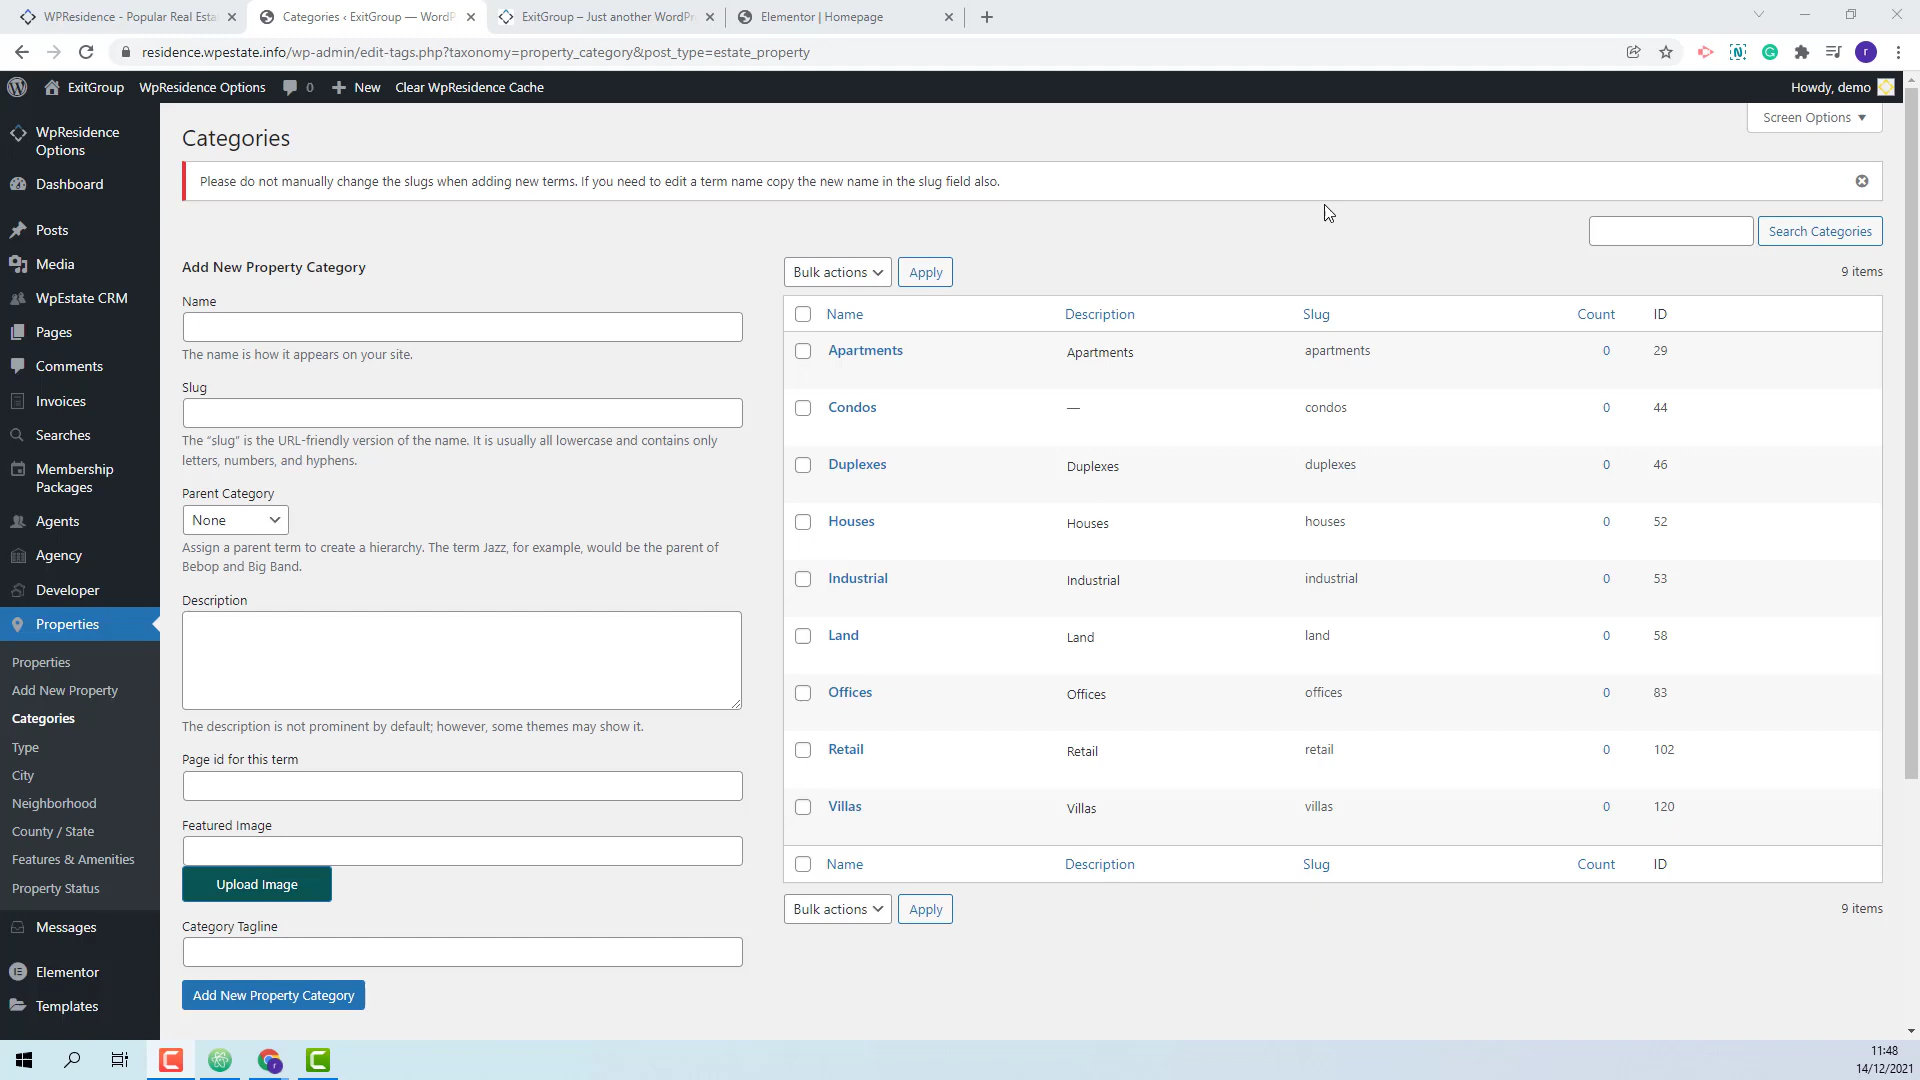 WPResidence - Popular Real Esta
Categories ‹ ExitGroup — WordP
ExitGroup – Just another WordPr
Elementor | Homepage
residence.wpestate.info/wp-admin/edit-tags.php?taxonomy=property_category&post_type=estate_property
r
ExitGroup
WpResidence Options
0
New
Clear WpResidence Cache
Howdy, demo
WpResidence Options
Dashboard
Posts
Media
WpEstate CRM
Pages
Comments
Invoices
Searches
Membership Packages
Agents
Agency
Developer
Properties
Properties
Add New Property
Categories
Type
City
Neighborhood
County / State
Features & Amenities
Property Status
Messages
Elementor
Templates
Screen Options
Categories
Please do not manually change the slugs when adding new terms. If you need to edit a term name copy the new name in the slug field also.
Search Categories
Add New Property Category
Name
The name is how it appears on your site.
Slug
The “slug” is the URL-friendly version of the name. It is usually all lowercase and contains only
letters, numbers, and hyphens.
Parent Category
None
Assign a parent term to create a hierarchy. The term Jazz, for example, would be the parent of
Bebop and Big Band.
Description
The description is not prominent by default; however, some themes may show it.
Page id for this term
Featured Image
Upload Image
Category Tagline
Add New Property Category
Bulk actions Apply 9 items
Name Description Slug Count ID
Apartments Apartments apartments 0 29
Condos — condos 0 44
Duplexes Duplexes duplexes 0 46
Houses Houses houses 0 52
Industrial Industrial industrial 0 53
Land Land land 0 58
Offices Offices offices 0 83
Retail Retail retail 0 102
Villas Villas villas 0 120
Name Description Slug Count ID
Bulk actions Apply 9 items
11:48
14/12/2021